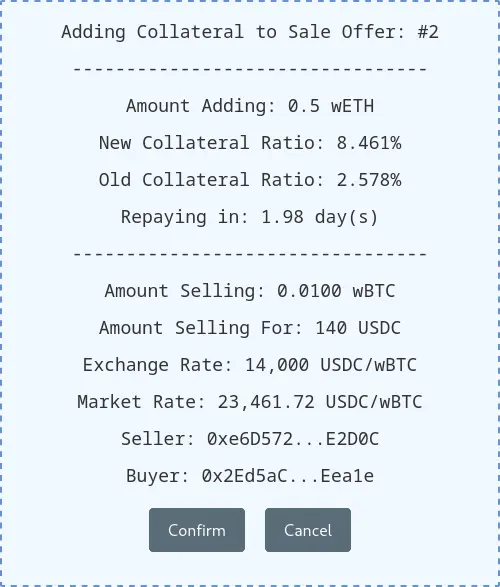 Adding Collateral to Sale Offer: #2
---------------------------------
Amount Adding: 0.5 wETH
New Collateral Ratio: 8.461%
Old Collateral Ratio: 2.578%
Repaying in: 1.98 day(s)
---------------------------------
Amount Selling: 0.0100 wBTC
Amount Selling For: 140 USDC
Exchange Rate: 14,000 USDC/wBTC
Market Rate: 23,461.72 USDC/wBTC
Seller: 0xe6D572...E2D0C
Buyer: 0x2Ed5aC...Eea1e
Confirm Cancel